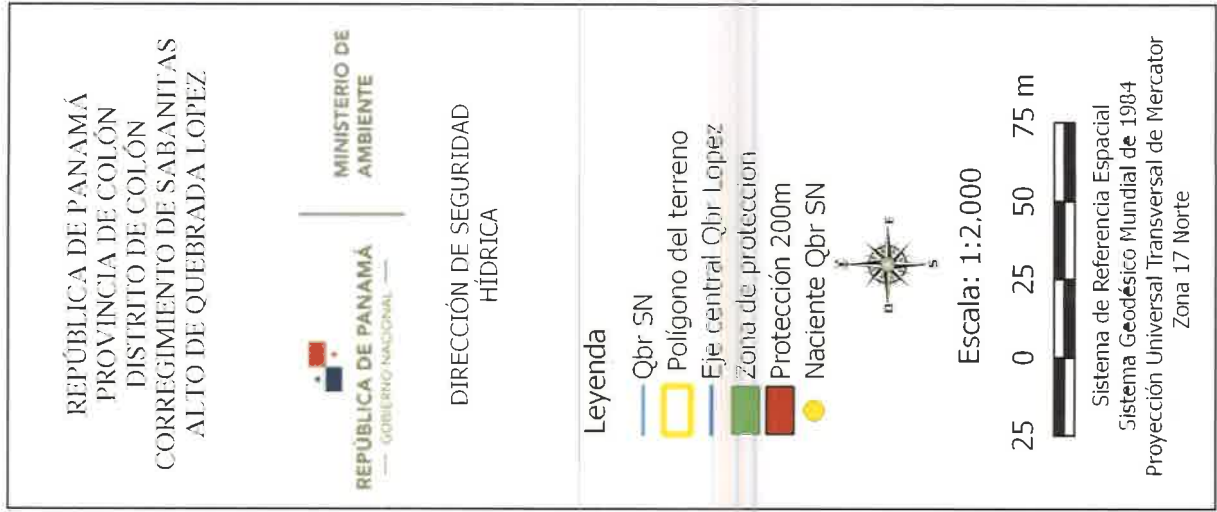 REPÚBLICA DE PANAMÁ
PROVINCIA DE COLÓN
DISTRITO DE COLÓN
CORREGIMIENTO DE SABANITAS
ALTO DE QUEBRADA LOPEZ
REPÚBLICA DE PANAMÁ
— GOBIERNO NACIONAL —
MINISTERIO DE
AMBIENTE
DIRECCIÓN DE SEGURIDAD
HÍDRICA
Leyenda
Qbr SN
Polígono del terreno
Eje central Qbr Lopez
Zona de proteccion
Protección 200m
Naciente Qbr SN
N
O
E
S
Escala: 1:2.000
25 0 25 50 75 m
Sistema de Referencia Espacial
Sistema Geodésico Mundial de 1984
Proyección Universal Transversal de Mercator
Zona 17 Norte